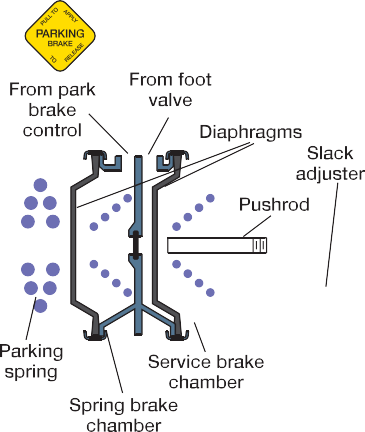 PULL TO APPLY
PARKING
BRAKE
TO RELEASE
From park
brake
control
From foot
valve
Diaphragms
Slack
adjuster
Pushrod
Parking
spring
Service brake
chamber
Spring brake
chamber